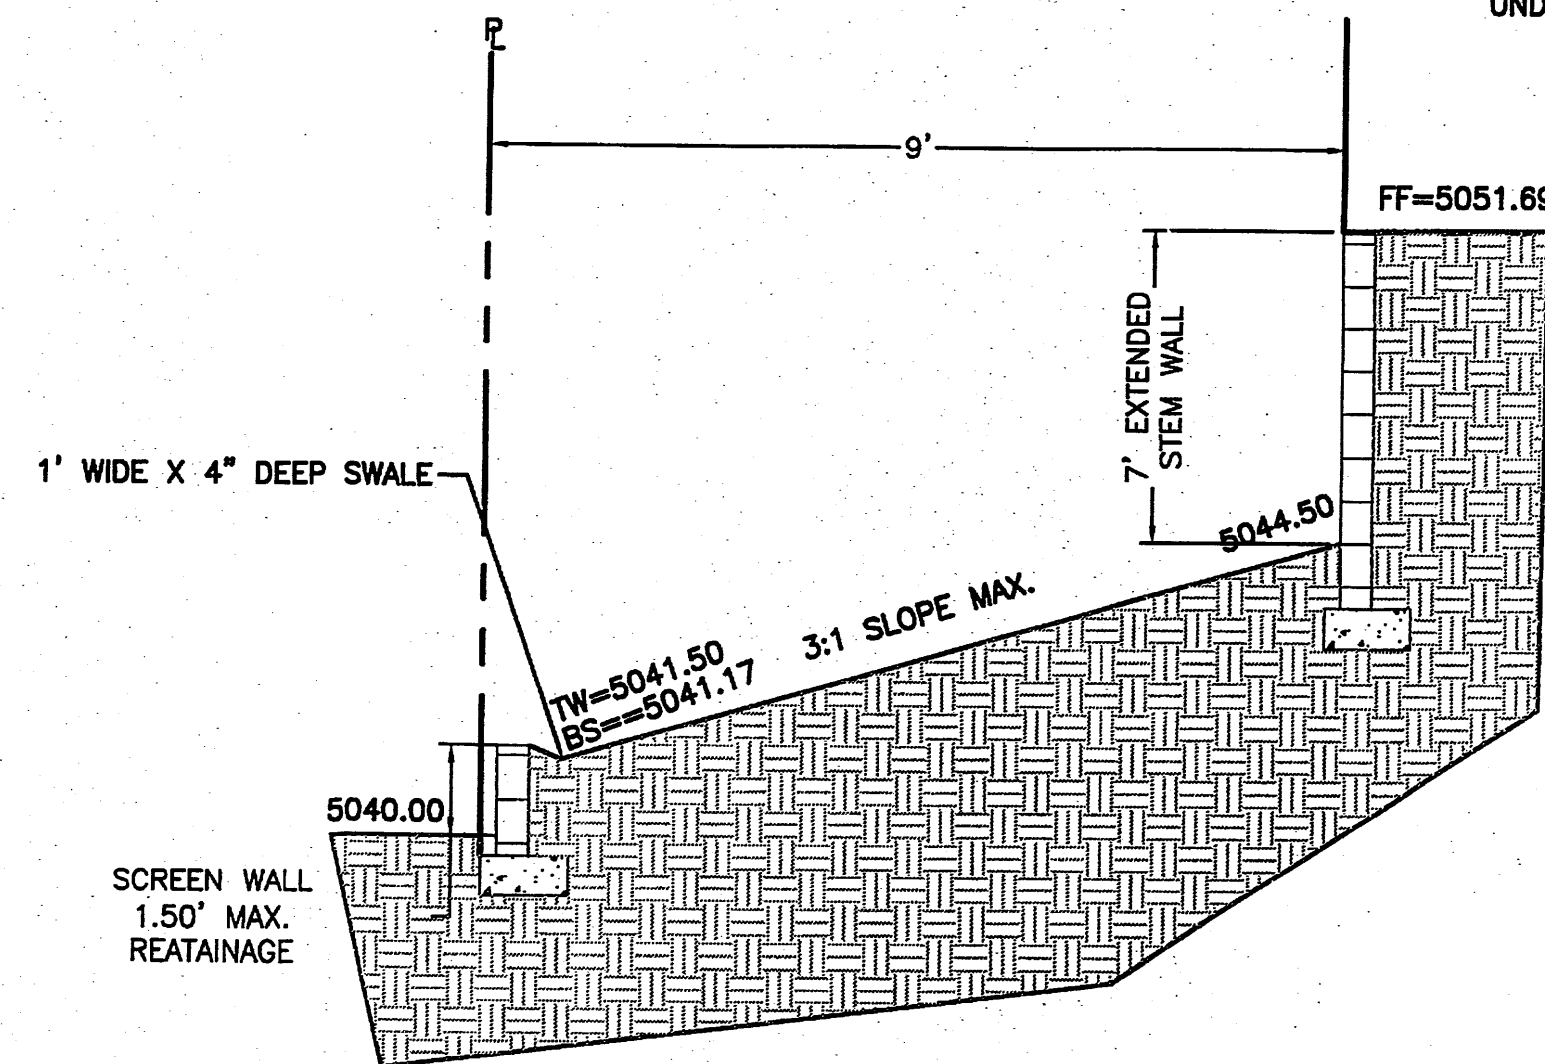 UND
PL
9'
FF=5051.69
7' EXTENDED
STEM WALL
1' WIDE X 4" DEEP SWALE
5044.50
3:1 SLOPE MAX.
TW=5041.50
BS==5041.17
5040.00
SCREEN WALL
1.50' MAX.
REATAINAGE